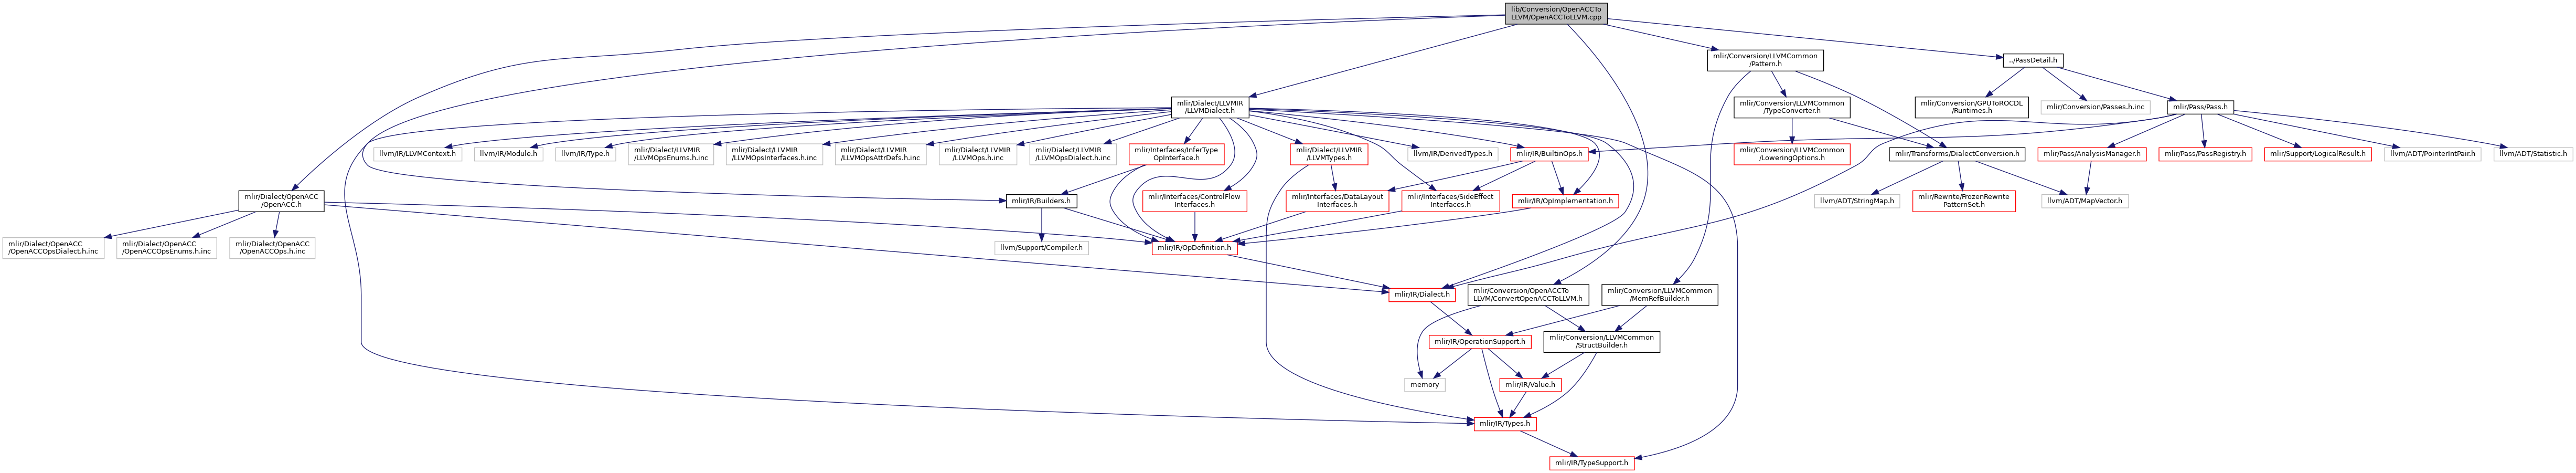 lib/Conversion/OpenACCTo
LLVM/OpenACCToLLVM.cpp
mlir/Conversion/LLVMCommon
/Pattern.h
../PassDetail.h
mlir/Dialect/LLVMIR
/LLVMDialect.h
mlir/Conversion/LLVMCommon
/TypeConverter.h
mlir/Conversion/GPUToROCDL
/Runtimes.h
mlir/Conversion/Passes.h.inc
mlir/Pass/Pass.h
llvm/IR/LLVMContext.h
llvm/IR/Module.h
llvm/IR/Type.h
mlir/Dialect/LLVMIR
/LLVMOpsEnums.h.inc
mlir/Dialect/LLVMIR
/LLVMOpsInterfaces.h.inc
mlir/Dialect/LLVMIR
/LLVMOpsAttrDefs.h.inc
mlir/Dialect/LLVMIR
/LLVMOps.h.inc
mlir/Dialect/LLVMIR
/LLVMOpsDialect.h.inc
mlir/Interfaces/InferType
OpInterface.h
mlir/Dialect/LLVMIR
/LLVMTypes.h
llvm/IR/DerivedTypes.h
mlir/IR/BuiltinOps.h
mlir/Conversion/LLVMCommon
/LoweringOptions.h
mlir/Transforms/DialectConversion.h
mlir/Pass/AnalysisManager.h
mlir/Pass/PassRegistry.h
mlir/Support/LogicalResult.h
llvm/ADT/PointerIntPair.h
llvm/ADT/Statistic.h
mlir/Dialect/OpenACC
/OpenACC.h
mlir/IR/Builders.h
mlir/Interfaces/ControlFlow
Interfaces.h
mlir/Interfaces/DataLayout
Interfaces.h
mlir/Interfaces/SideEffect
Interfaces.h
mlir/IR/OpImplementation.h
llvm/ADT/StringMap.h
mlir/Rewrite/FrozenRewrite
PatternSet.h
llvm/ADT/MapVector.h
mlir/Dialect/OpenACC
/OpenACCOpsDialect.h.inc
mlir/Dialect/OpenACC
/OpenACCOpsEnums.h.inc
mlir/Dialect/OpenACC
/OpenACCOps.h.inc
llvm/Support/Compiler.h
mlir/IR/OpDefinition.h
mlir/IR/Dialect.h
mlir/Conversion/OpenACCTo
LLVM/ConvertOpenACCToLLVM.h
mlir/Conversion/LLVMCommon
/MemRefBuilder.h
mlir/IR/OperationSupport.h
mlir/Conversion/LLVMCommon
/StructBuilder.h
memory
mlir/IR/Value.h
mlir/IR/Types.h
mlir/IR/TypeSupport.h